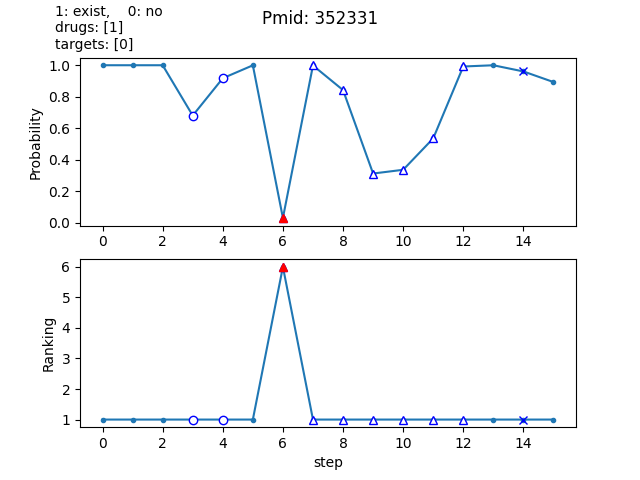 1: exist,    0: no
drugs: [1]
targets: [0]
Pmid: 352331
1.0
0.8
0.6
0.4
0.2
0.0
Probability
0 2 4 6 8 10 12 14
6
5
4
3
2
1
Ranking
0 2 4 6 8 10 12 14
step